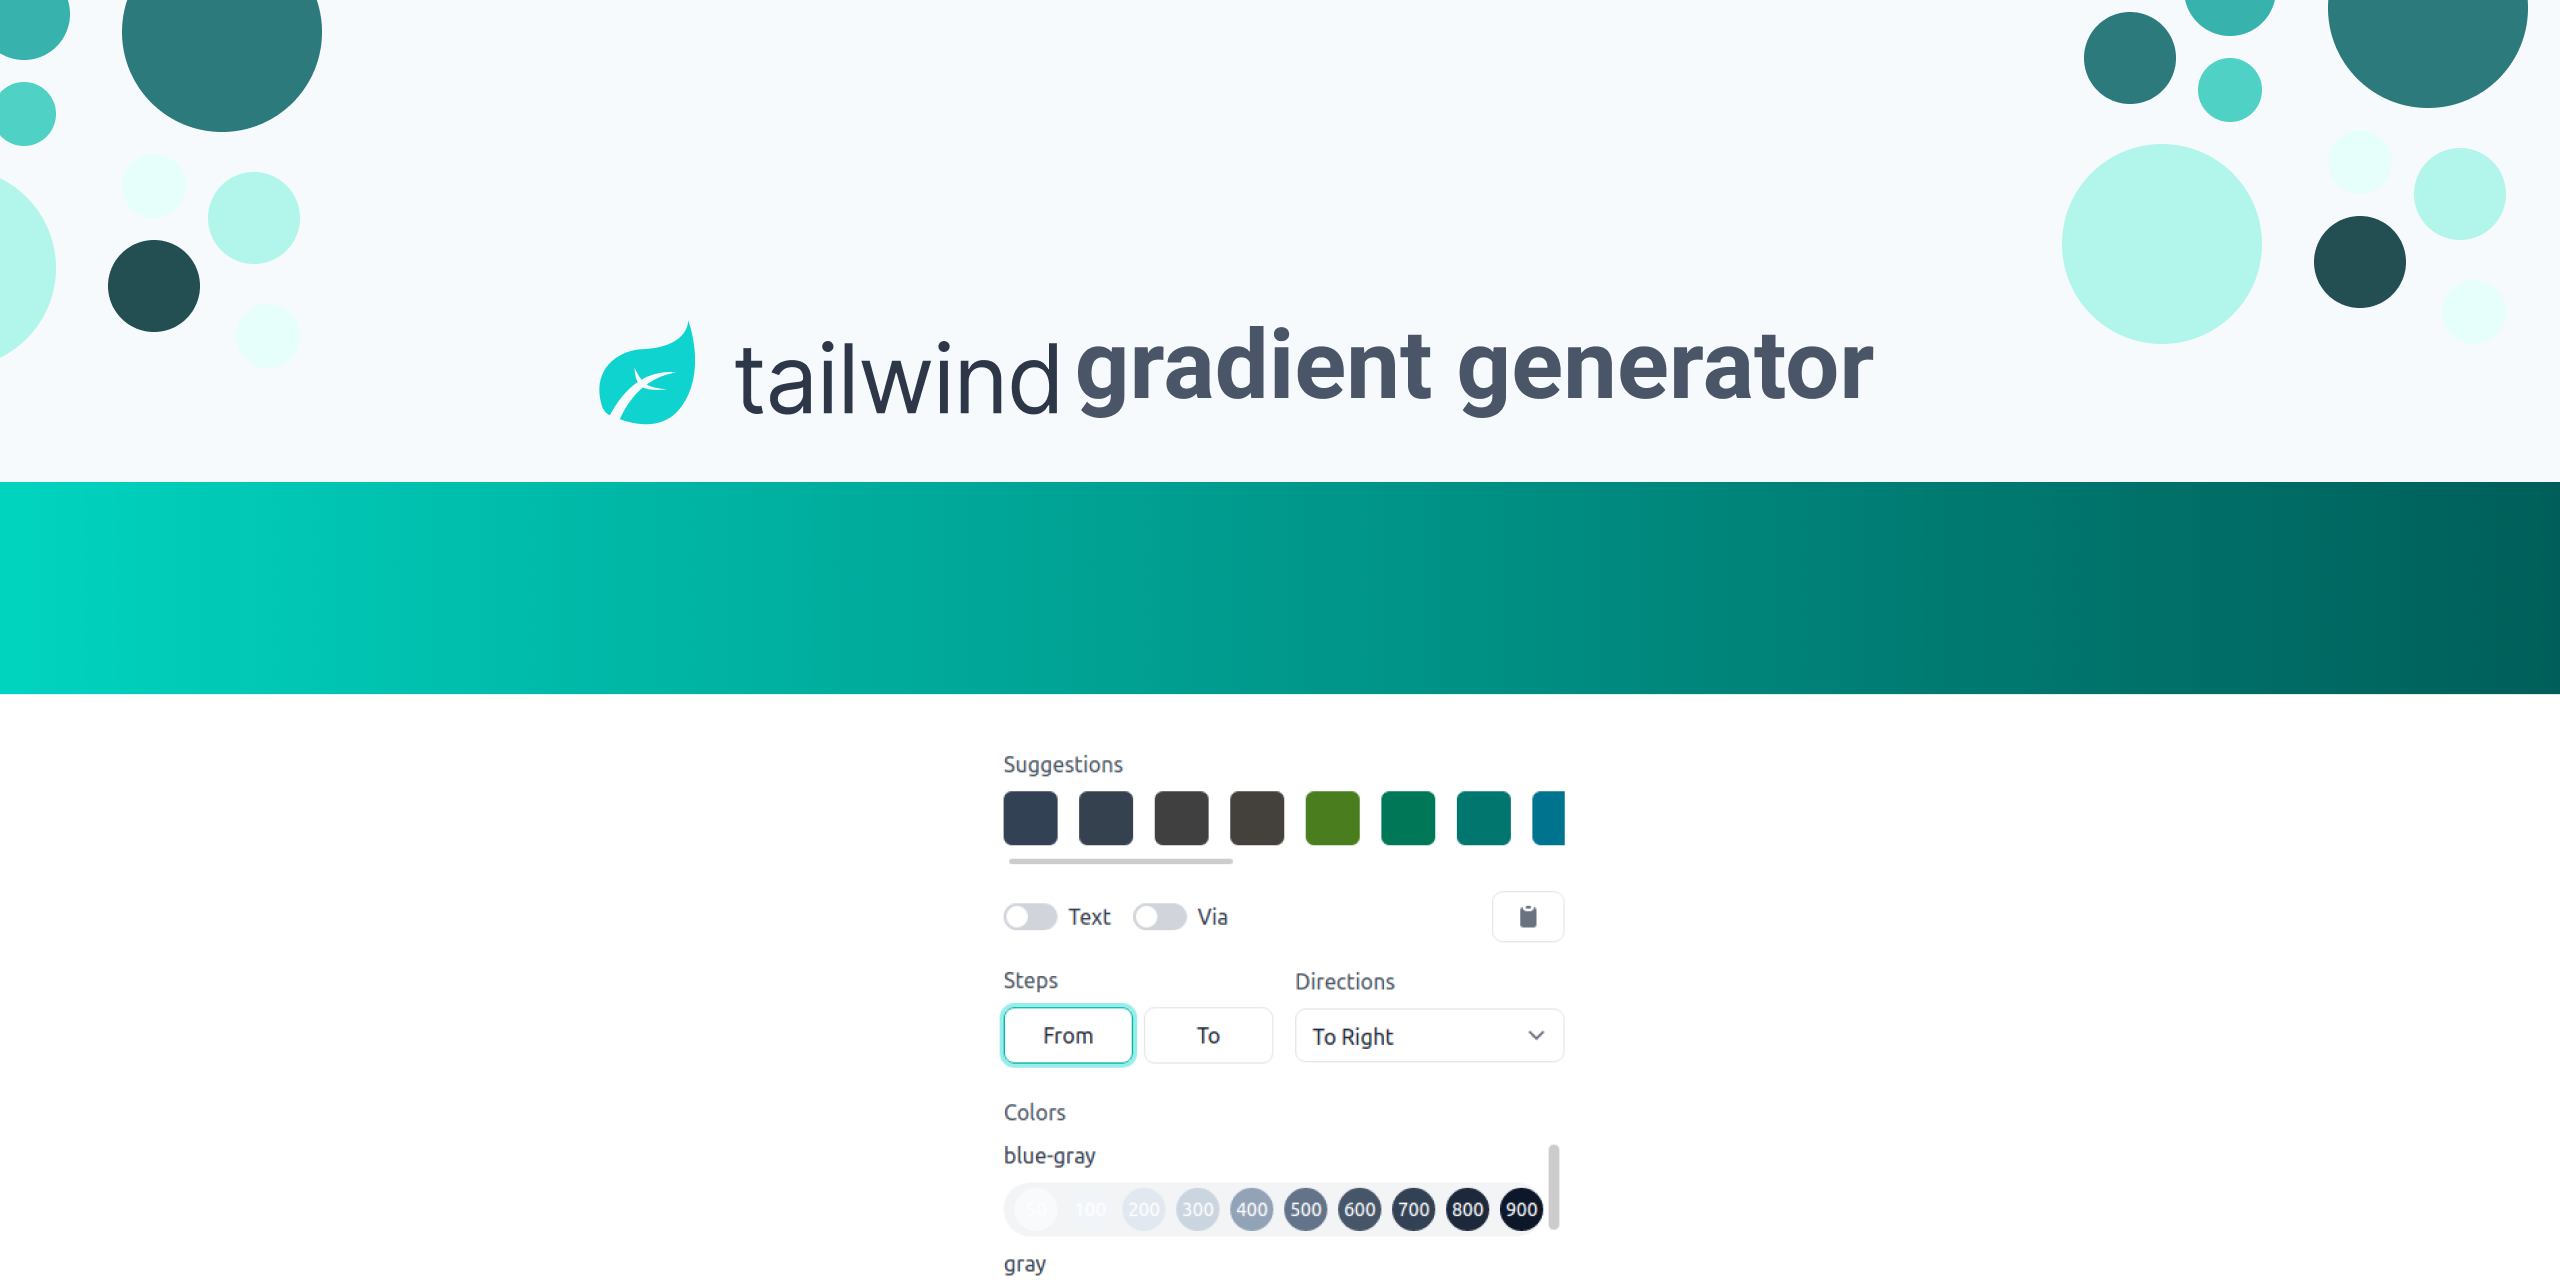 tailwind gradient generator
Suggestions
Text Via
Steps Directions
From To To Right
Colors
blue-gray
50 100 200 300 400 500 600 700 800 900
gray